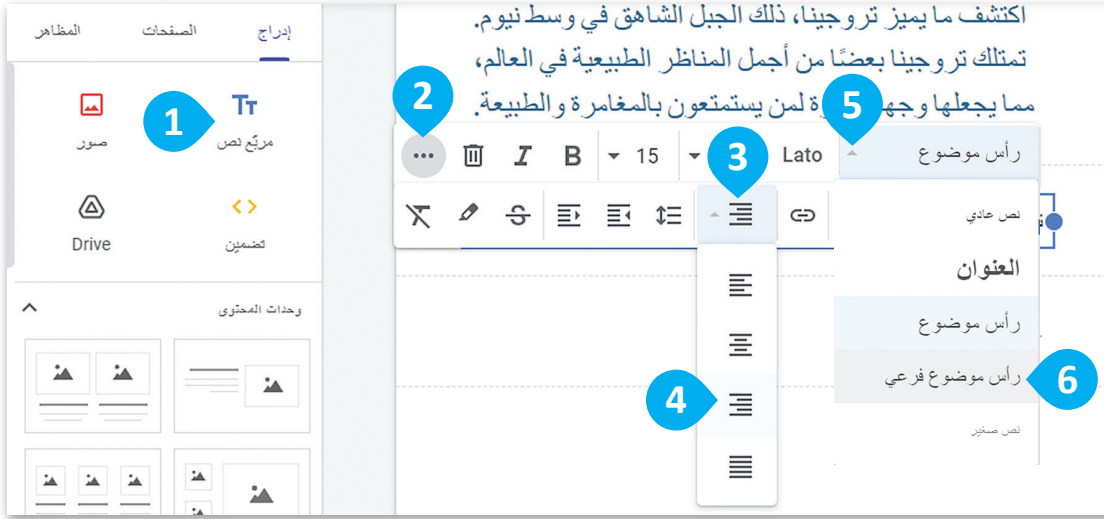 اكتشف ما يميز تروجينا، ذلك الجبل الشاهق في وسط نيوم.
تمتلك تروجينا بعضًا من أجمل المناظر الطبيعية في العالم،
مما يجعلها وجه ة لمن يستمتعون بالمغامرة والطبيعة.
إدراج الصفحات المظاهر
1
مربّع نص
صور
تضمين
Drive
وحدات المحتوى
2
5
رأس موضوع
Lato
3
15
B
I
نص عادي
العنوان
رأس موضوع
رأس موضوع فرعي
6
4
نص صغير